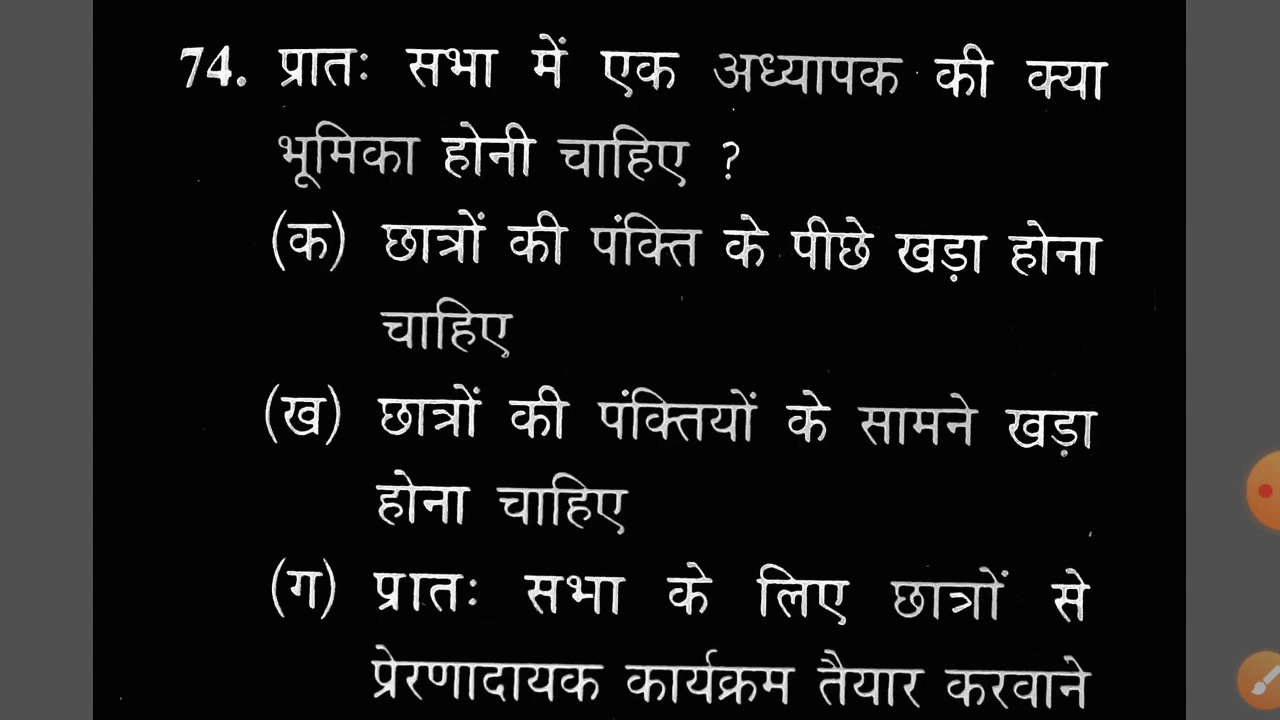 74. प्रातः सभा में एक अध्यापक की क्या
भूमिका होनी चाहिए ?
(क) छात्रों की पंक्ति के पीछे खड़ा होना
चाहिए
(ख) छात्रों की पंक्तियों के सामने खड़ा
होना चाहिए
(ग) प्रातः सभा के लिए छात्रों से
प्रेरणादायक कार्यक्रम तैयार करवाने